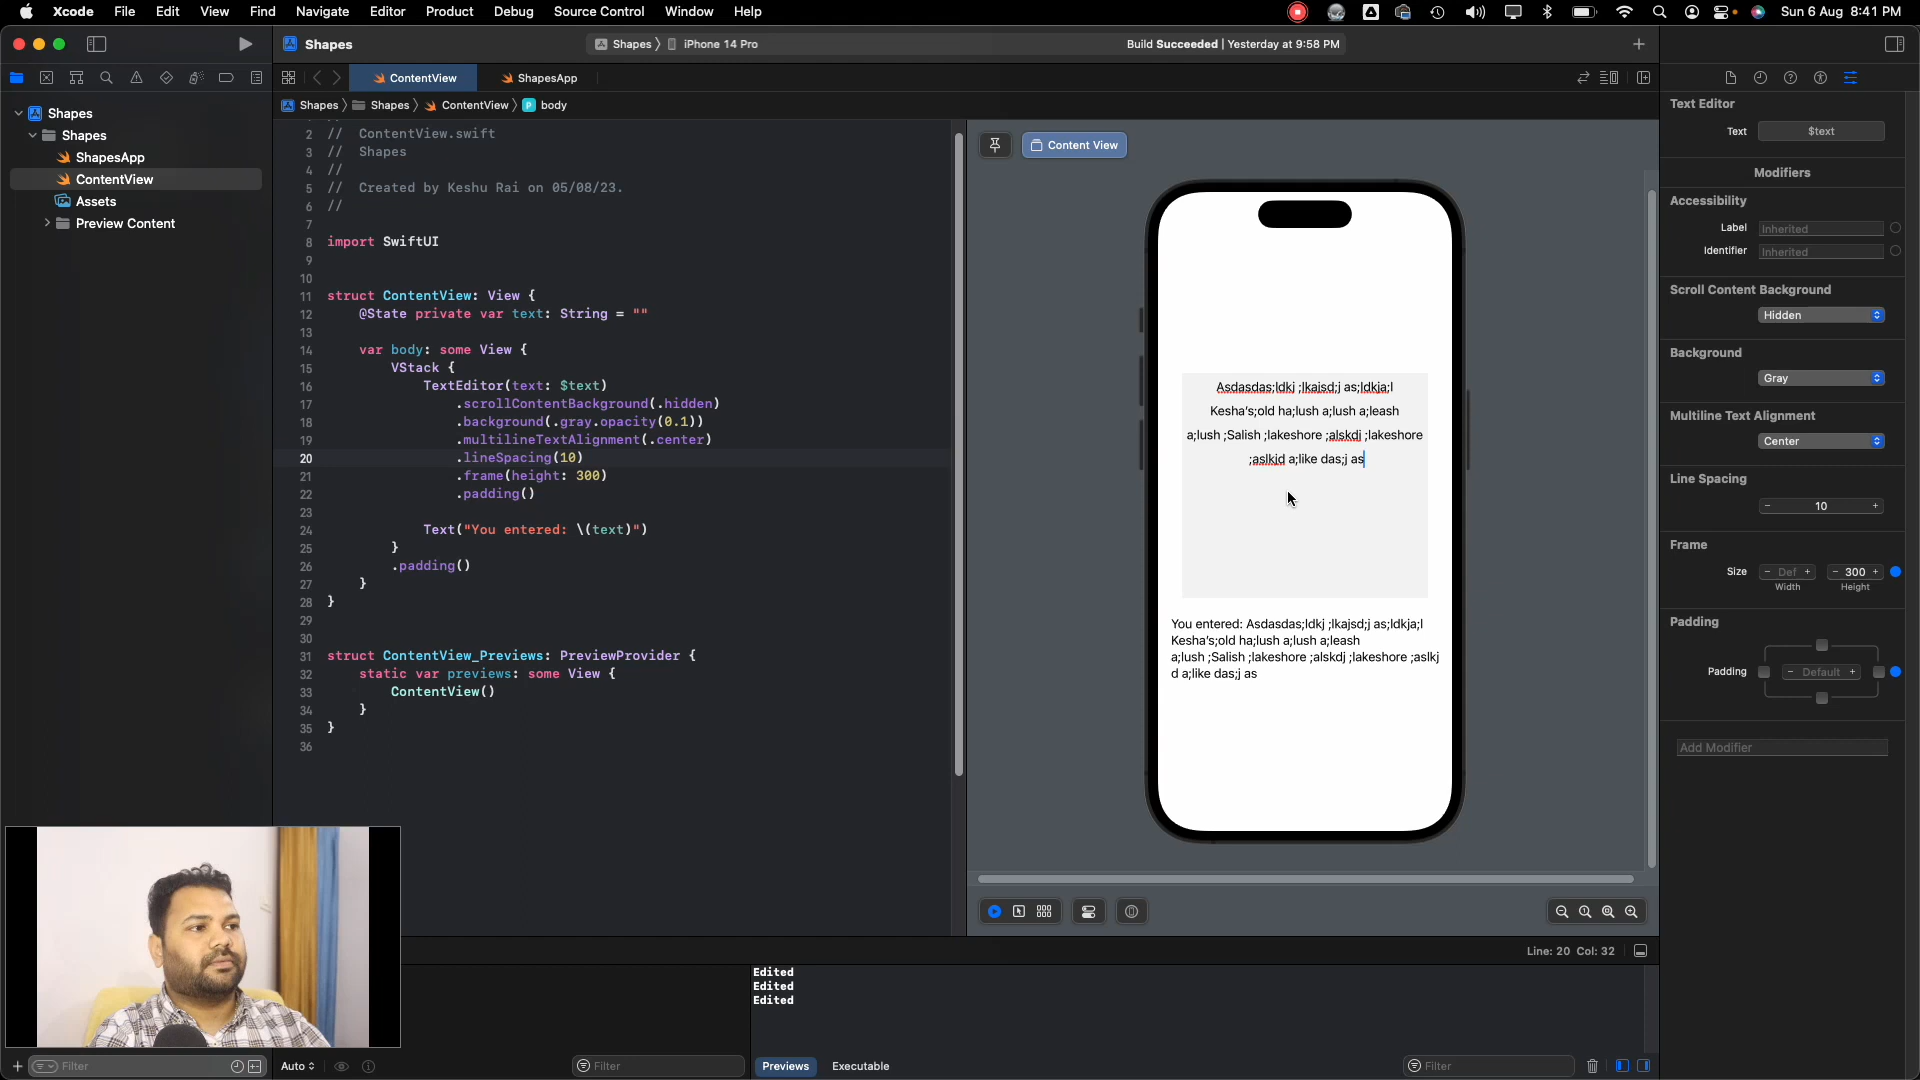 Xcode File Edit View Find Navigate Editor Product Debug Source Control Window Help
Sun 6 Aug 8:41 PM
Shapes
Shapes iPhone 14 Pro
Build Succeeded | Yesterday at 9:58 PM
ContentView ShapesApp
Shapes Shapes ContentView body
Shapes
Shapes
ShapesApp
ContentView
Assets
Preview Content
2 // ContentView.swift
3 // Shapes
4 //
5 // Created by Keshu Rai on 05/08/23.
6 //
7
8 import SwiftUI
9
10
11 struct ContentView: View {
12 @State private var text: String = ""
13
14 var body: some View {
15 VStack {
16 TextEditor(text: $text)
17 .scrollContentBackground(.hidden)
18 .background(.gray.opacity(0.1))
19 .multilineTextAlignment(.center)
20 .lineSpacing(10)
21 .frame(height: 300)
22 .padding()
23
24 Text("You entered: \(text)")
25 }
26 .padding()
27 }
28 }
29
30
31 struct ContentView_Previews: PreviewProvider {
32 static var previews: some View {
33 ContentView()
34 }
35 }
36
Content View
Asdasdas;ldkj ;lkajsd;j as;ldkja;l
Kesha's;old ha;lush a;lush a;leash
a;lush ;Salish ;lakeshore ;alskdj ;lakeshore
;aslkjd a;like das;j as
You entered: Asdasdas;ldkj ;lkajsd;j as;ldkja;l
Kesha's;old ha;lush a;lush a;leash
a;lush ;Salish ;lakeshore ;alskdj ;lakeshore ;aslkj
d a;like das;j as
Text Editor
Text $text
Modifiers
Accessibility
Label Inherited
Identifier Inherited
Scroll Content Background
Hidden
Background
Gray
Multiline Text Alignment
Center
Line Spacing
− 10 +
Frame
Size − Def + − 300 +
Width Height
Padding
Padding − Default +
Add Modifier
Line: 20 Col: 32
Edited
Edited
Edited
Filter
Auto
Filter
Previews Executable
Filter